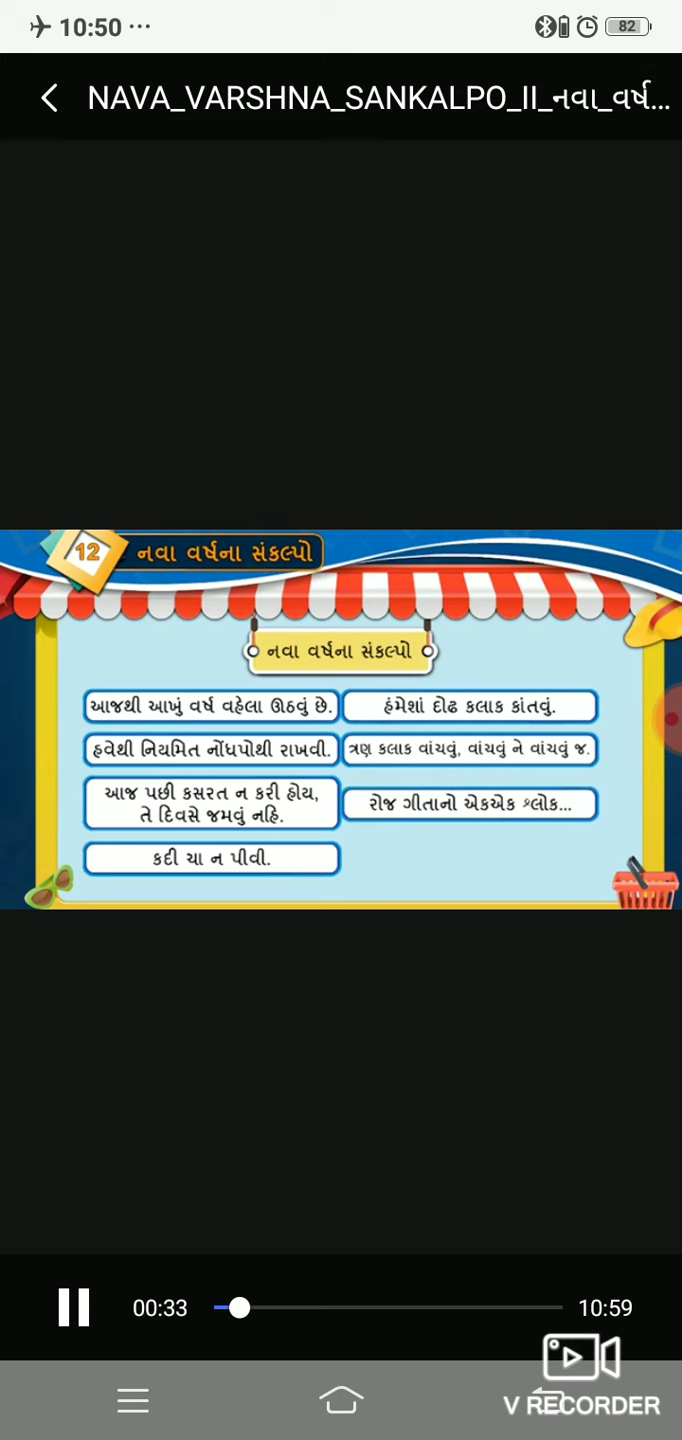 10:50 ...
82
NAVA_VARSHNA_SANKALPO_II_નવા_વર્ષ...
12
નવા વર્ષના સંકલ્પો
નવા વર્ષના સંકલ્પો
આજથી આખું વર્ષ વહેલા ઊઠવું છે.
હંમેશાં દોઢ કલાક કાંતવું.
હવેથી નિયમિત નોંધપોથી રાખવી.
ત્રણ કલાક વાંચવું, વાંચવું ને વાંચવું જ.
આજ પછી કસરત ન કરી હોય,
તે દિવસે જમવું નહિ.
રોજ ગીતાનો એકએક શ્લોક...
કદી ચા ન પીવી.
00:33
10:59
V RECORDER